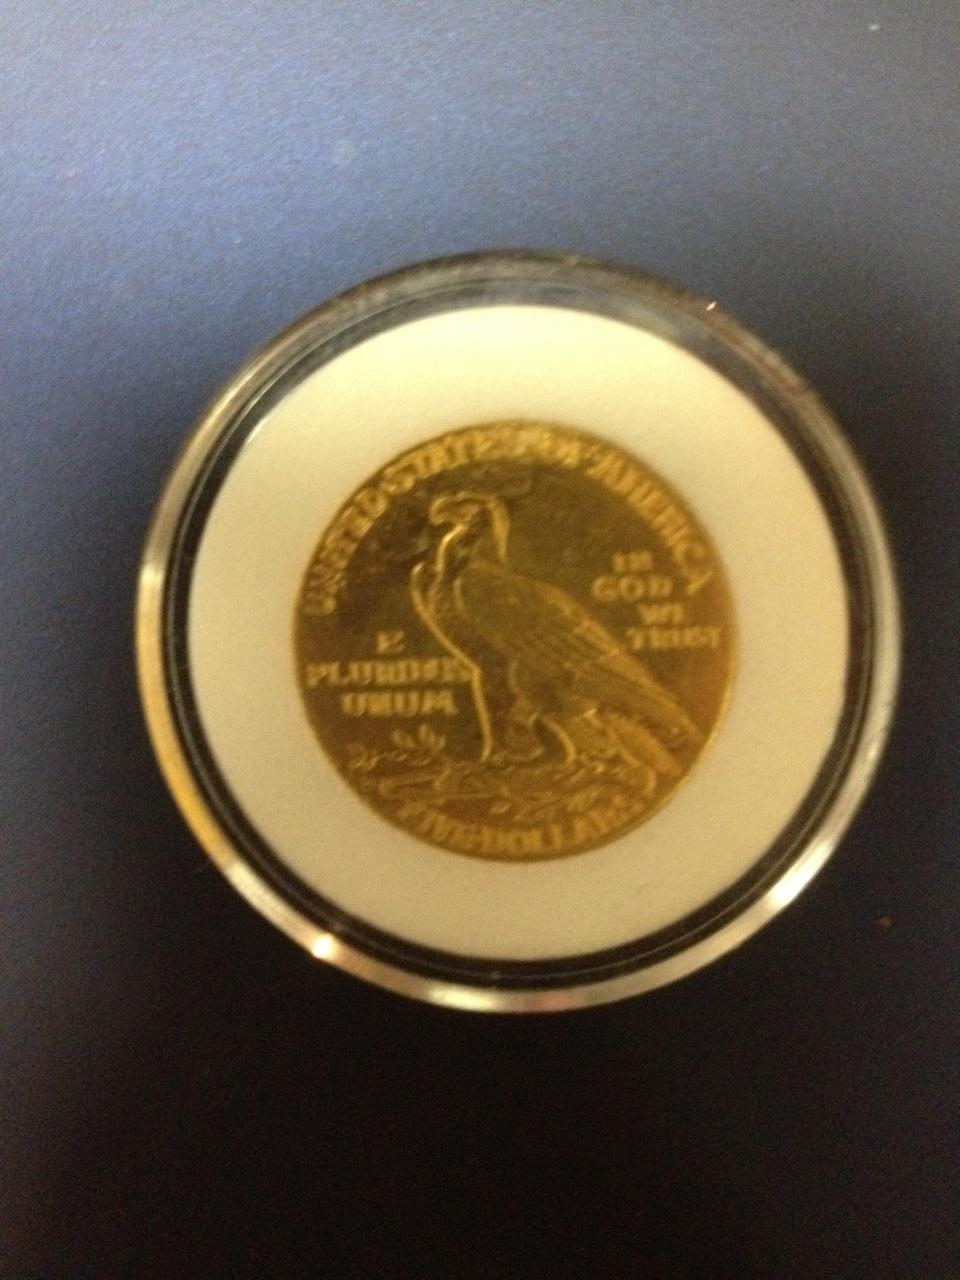 UNITED·STATES·OF·AMERICA
IN
GOD
WE
TRUST
E
PLURIBUS
UNUM
FIVE·DOLLARS